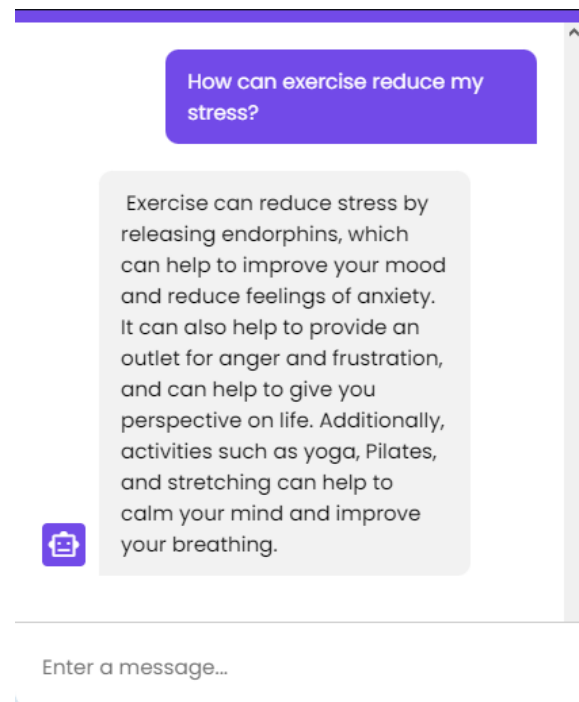 How can exercise reduce my
stress?
Exercise can reduce stress by
releasing endorphins, which
can help to improve your mood
and reduce feelings of anxiety.
It can also help to provide an
outlet for anger and frustration,
and can help to give you
perspective on life. Additionally,
activities such as yoga, Pilates,
and stretching can help to
calm your mind and improve
your breathing.
Enter a message...